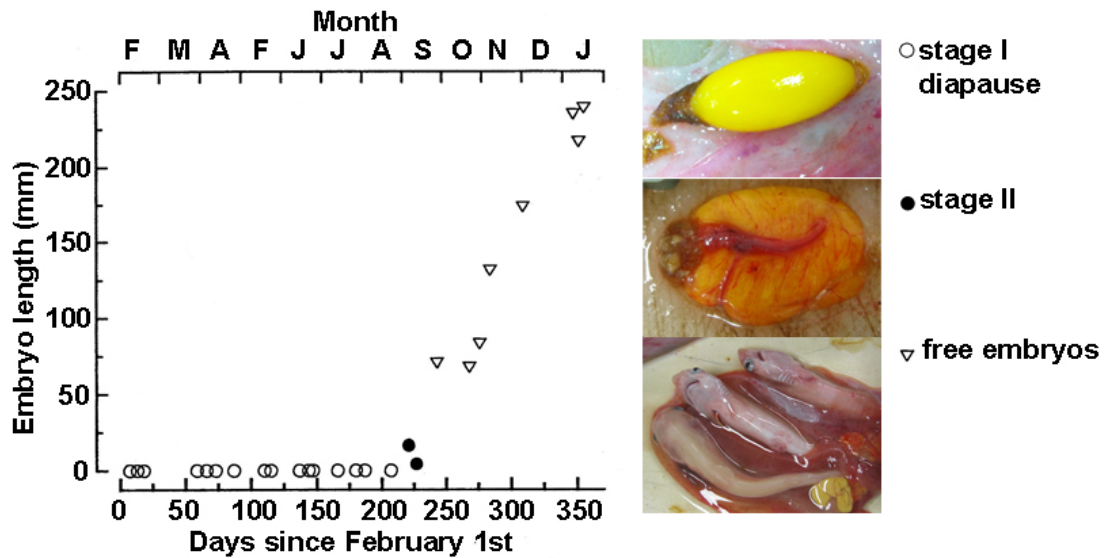 Month
F M A F J J A S O N D J
250
200
150
100
50
0
Embryo length (mm)
0 50 100 150 200 250 300 350
Days since February 1st
stage I
diapause
stage II
free embryos